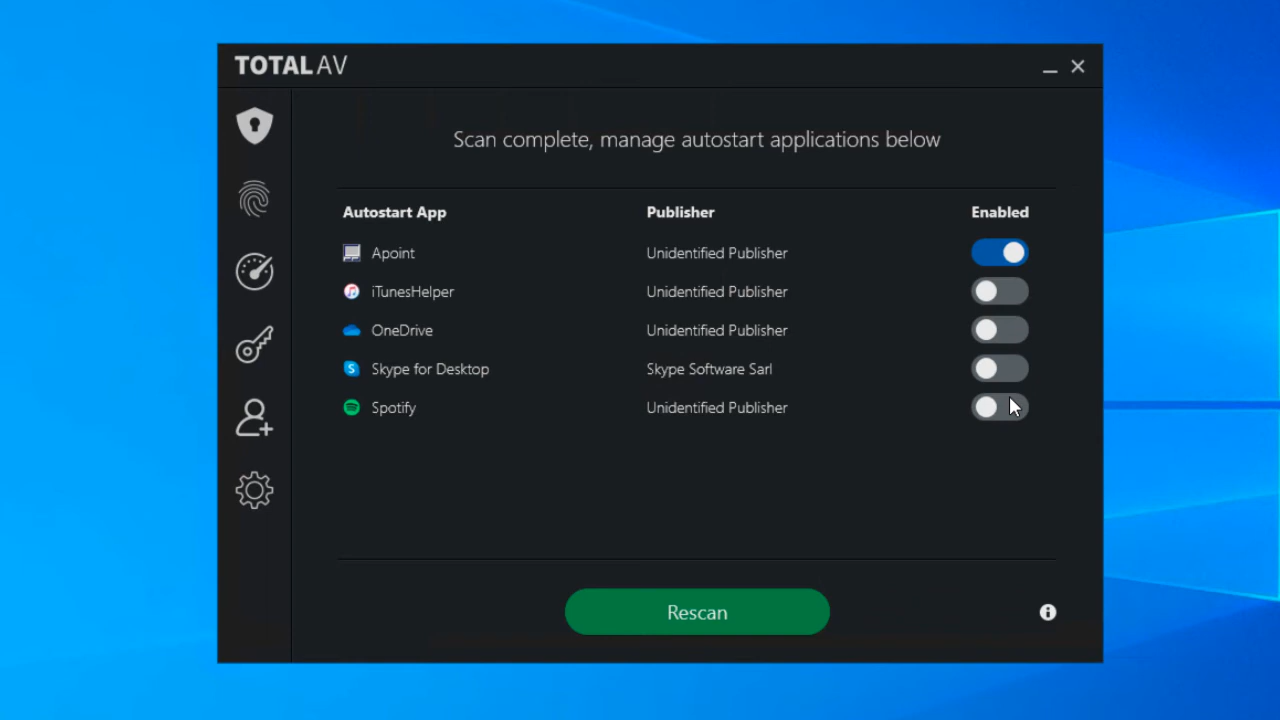 TOTAL AV
Scan complete, manage autostart applications below
Autostart App Publisher Enabled
Apoint Unidentified Publisher
iTunesHelper Unidentified Publisher
OneDrive Unidentified Publisher
Skype for Desktop Skype Software Sarl
Spotify Unidentified Publisher
Rescan